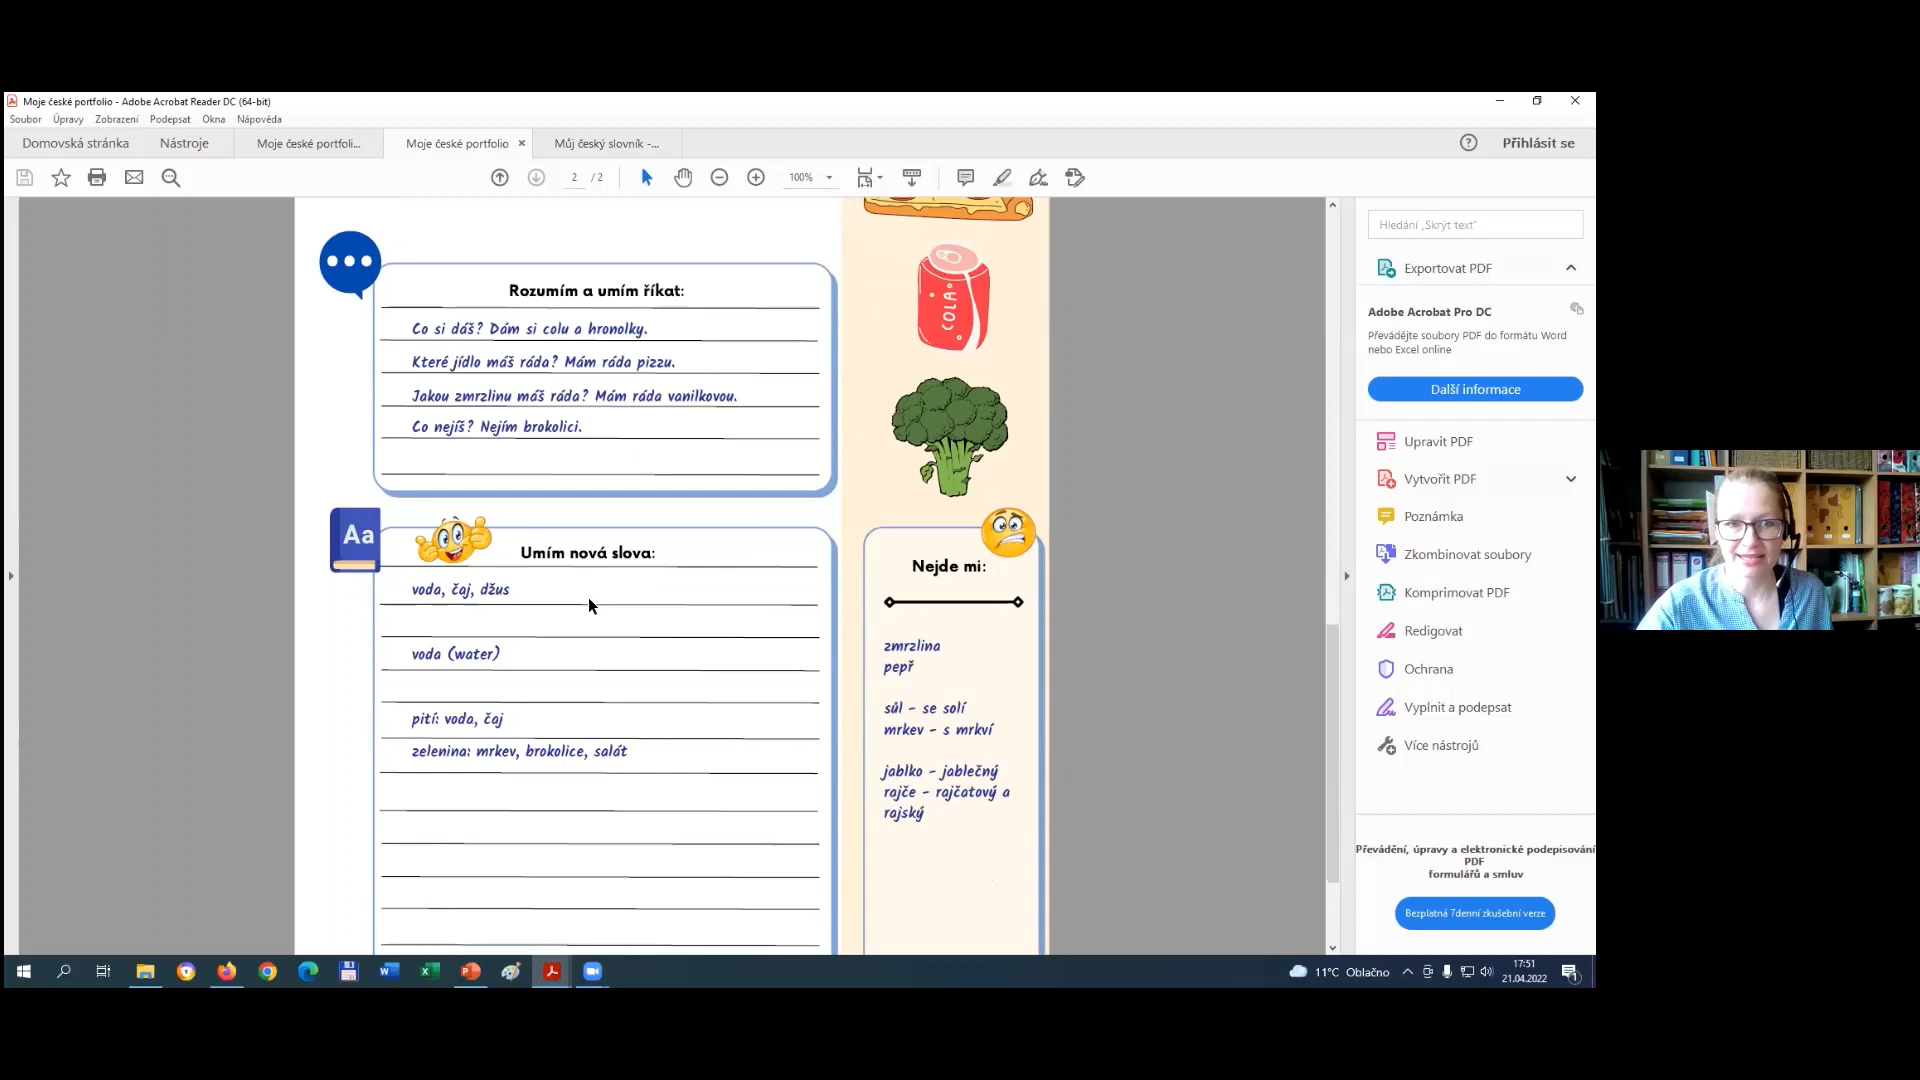 Moje české portfolio - Adobe Acrobat Reader DC (64-bit)
Soubor Úpravy Zobrazení Podepsat Okna Nápověda
Domovská stránka Nástroje Moje české portfoli... Moje české portfolio Můj český slovník -... Přihlásit se
2 / 2 100%
Rozumím a umím říkat:
Co si dáš? Dám si colu a hronolky.
Které jídlo máš ráda? Mám ráda pizzu.
Jakou zmrzlinu máš ráda? Mám ráda vanilkovou.
Co nejíš? Nejím brokolici.
COLA
Aa
Umím nová slova:
voda, čaj, džus
voda (water)
pití: voda, čaj
zelenina: mrkev, brokolice, salát
Nejde mi:
zmrzlina
pepř
sůl - se solí
mrkev - s mrkví
jablko - jablečný
rajče - rajčatový a
rajský
Hledání „Skrýt text"
Exportovat PDF
Adobe Acrobat Pro DC
Převádějte soubory PDF do formátu Word
nebo Excel online
Další informace
Upravit PDF
Vytvořit PDF
Poznámka
Zkombinovat soubory
Komprimovat PDF
Redigovat
Ochrana
Vyplnit a podepsat
Více nástrojů
Převádění, úpravy a elektronické podepisování
PDF
formulářů a smluv
Bezplatná 7denní zkušební verze
11°C Oblačno
17:51
21.04.2022
1